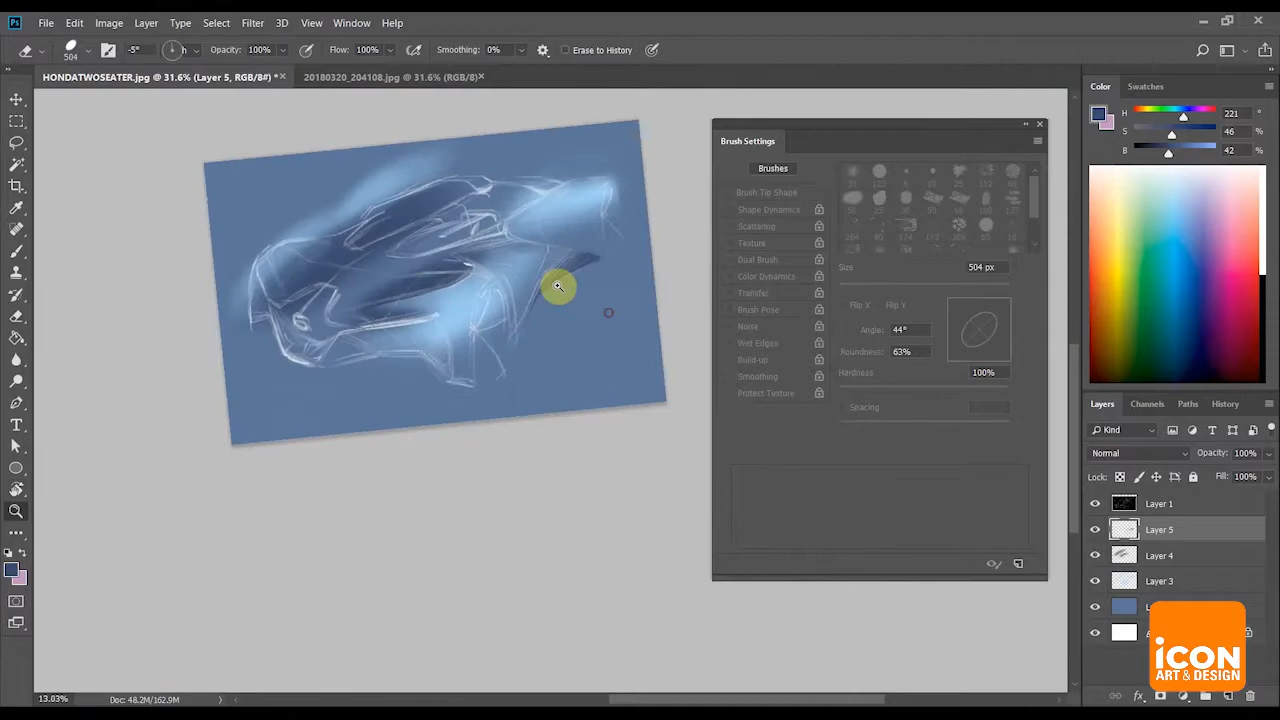 Ps File Edit Image Layer Type Select Filter 3D View Window Help
504 -5° Opacity: 100% Flow: 100% Smoothing: 0% Erase to History
HONDATWOSEATER.jpg @ 31.6% (Layer 5, RGB/8#) * 20180320_204108.jpg @ 31.6% (RGB/8)
Color Swatches
H 221 °
S 46 %
B 42 %
Brush Settings
Brushes
Brush Tip Shape
Shape Dynamics
Scattering
Texture
Dual Brush
Color Dynamics
Transfer
Brush Pose
Noise
Wet Edges
Build-up
Smoothing
Protect Texture
Size 504 px
Flip X Flip Y
Angle: 44°
Roundness: 63%
Hardness 100%
Spacing
Layers Channels Paths History
Kind
Normal Opacity: 100%
Lock: Fill: 100%
Layer 1
Layer 5
Layer 4
Layer 3
iCON
ART & DESIGN
13.03% Doc: 48.2M/162.9M